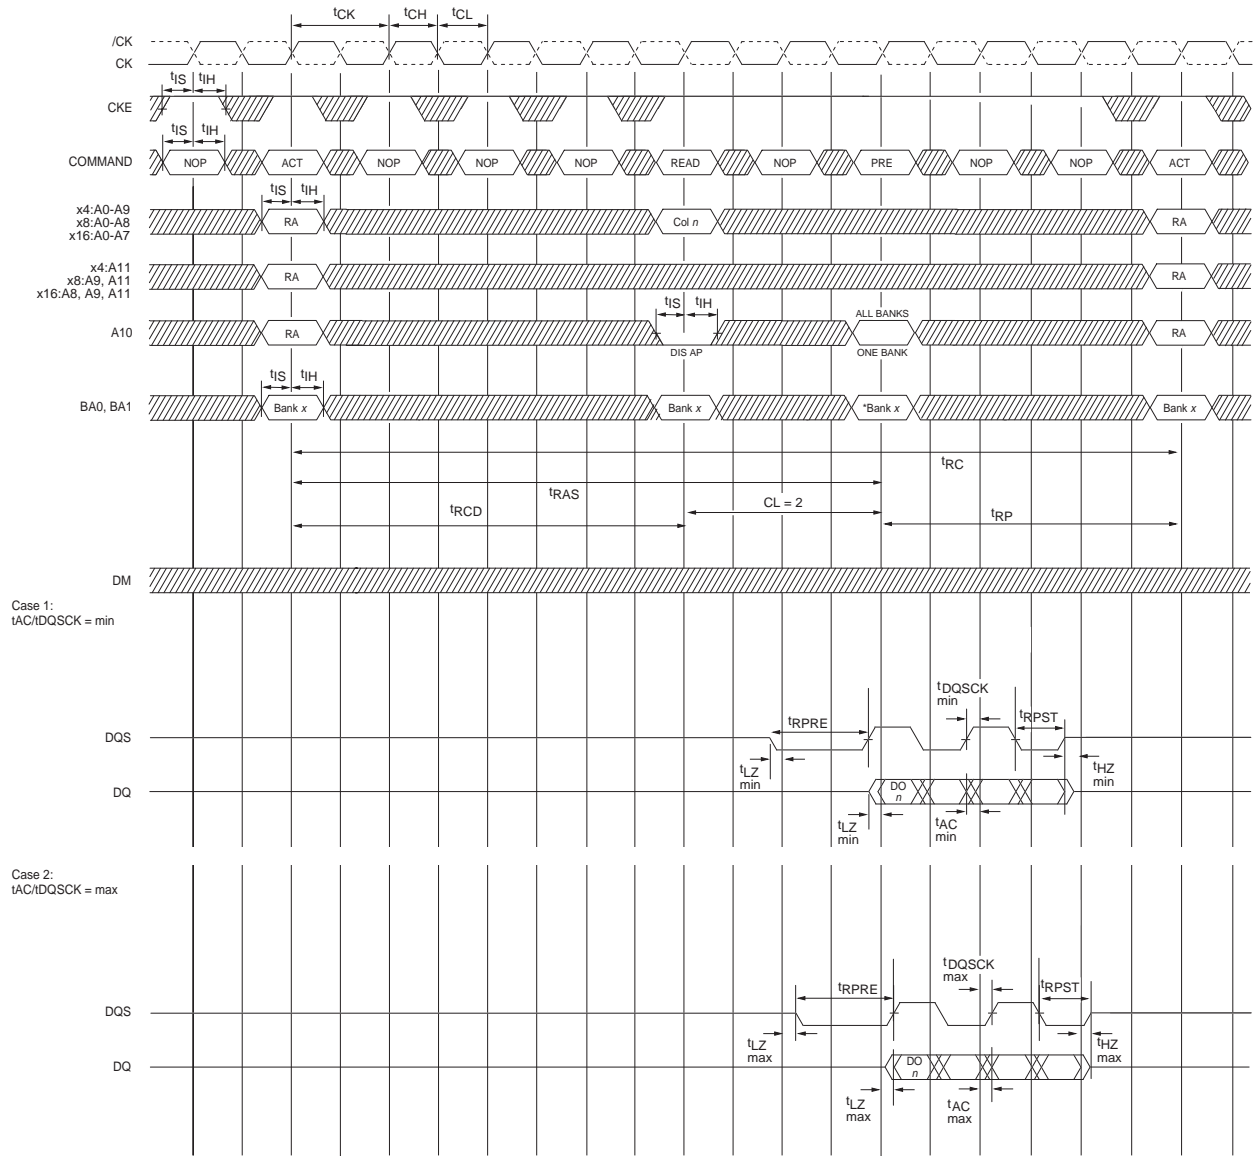 tCK tCH tCL
/CK
CK
tIS tIH
CKE
tIS tIH
COMMAND NOP ACT NOP NOP NOP READ NOP PRE NOP NOP ACT
tIS tIH
x4:A0-A9
x8:A0-A8
x16:A0-A7
RA Col n RA
x4:A11
x8:A9, A11
x16:A8, A9, A11
RA RA
tIS tIH
ALL BANKS
A10 RA RA
DIS AP ONE BANK
tIS tIH
BA0, BA1 Bank x Bank x *Bank x Bank x
tRC
tRAS
CL = 2
tRCD tRP
DM
Case 1:
tAC/tDQSCK = min
tDQSCK
min
tRPRE tRPST
DQS
tLZ
min
tHZ
min
DQ DO
n
tLZ
min
tAC
min
Case 2:
tAC/tDQSCK = max
tDQSCK
max
tRPRE tRPST
DQS
tLZ
max
tHZ
max
DQ DO
n
tLZ
max
tAC
max